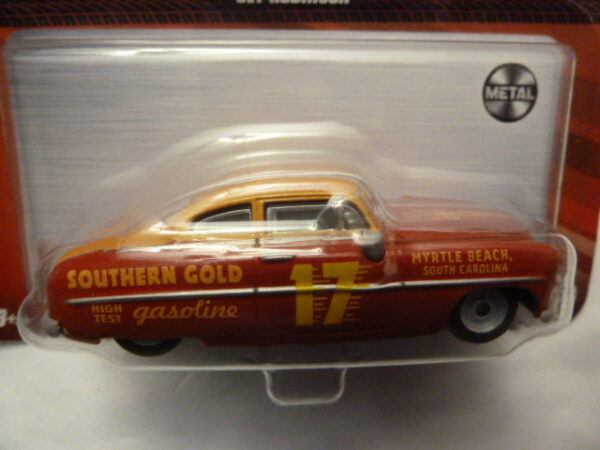 METAL
SOUTHERN GOLD
HIGH TEST gasoline
17
MYRTLE BEACH,
SOUTH CAROLINA